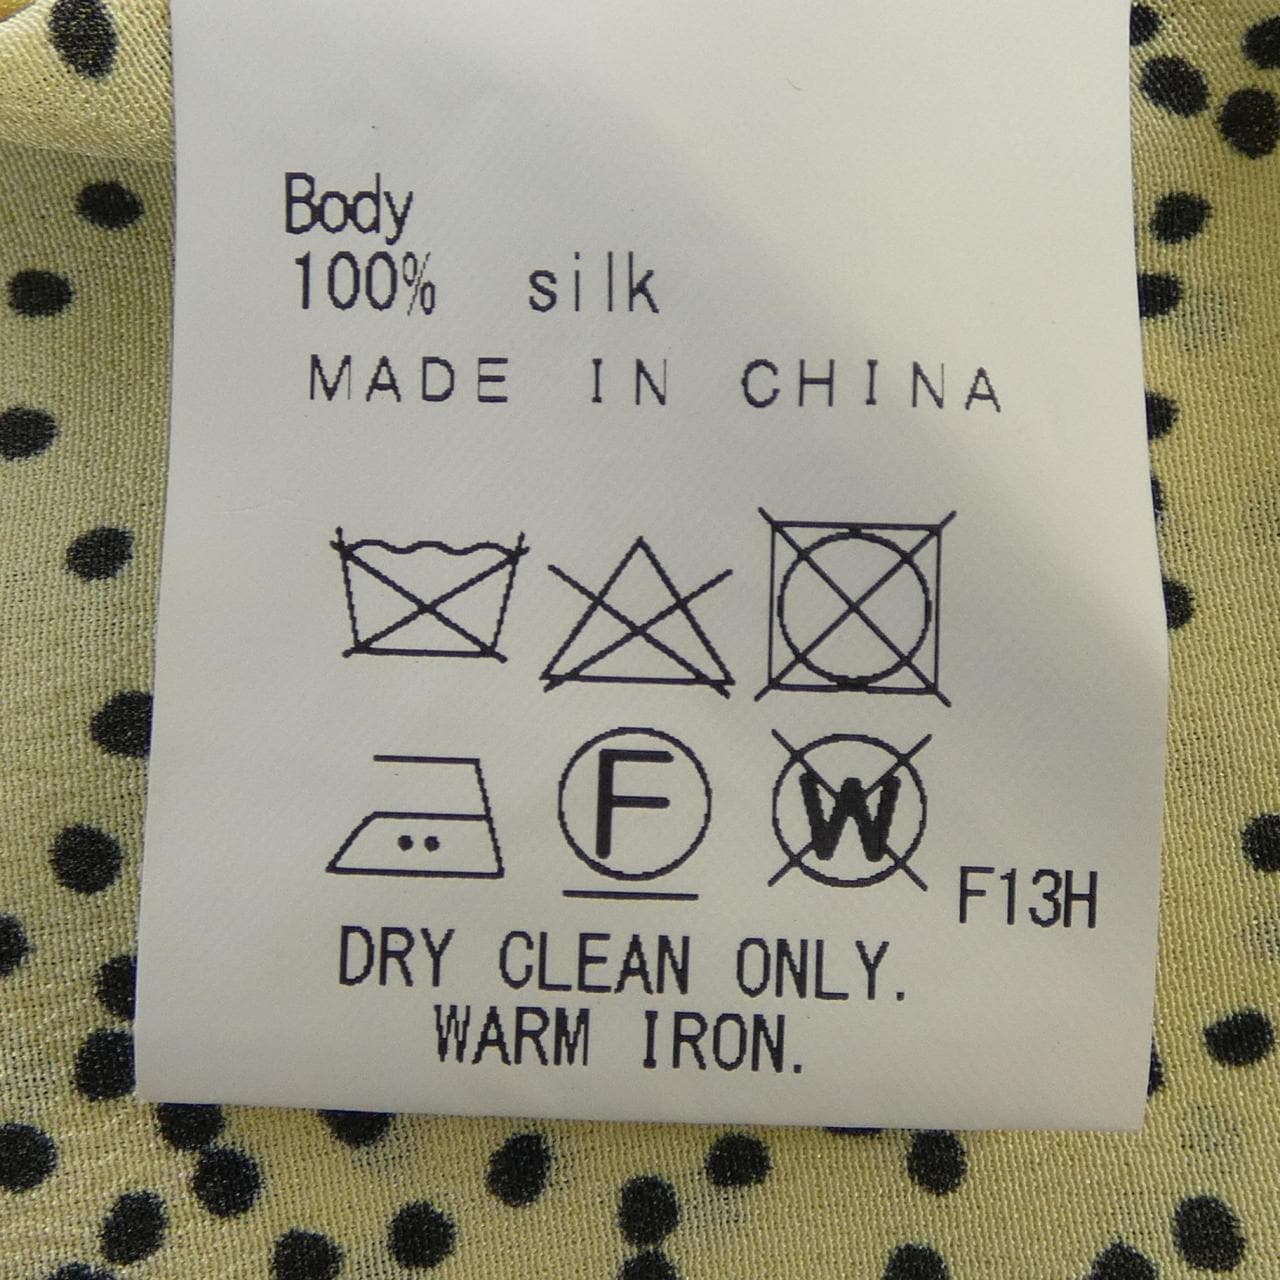 Body
100% silk
MADE IN CHINA
F
W
F13H
DRY CLEAN ONLY.
WARM IRON.